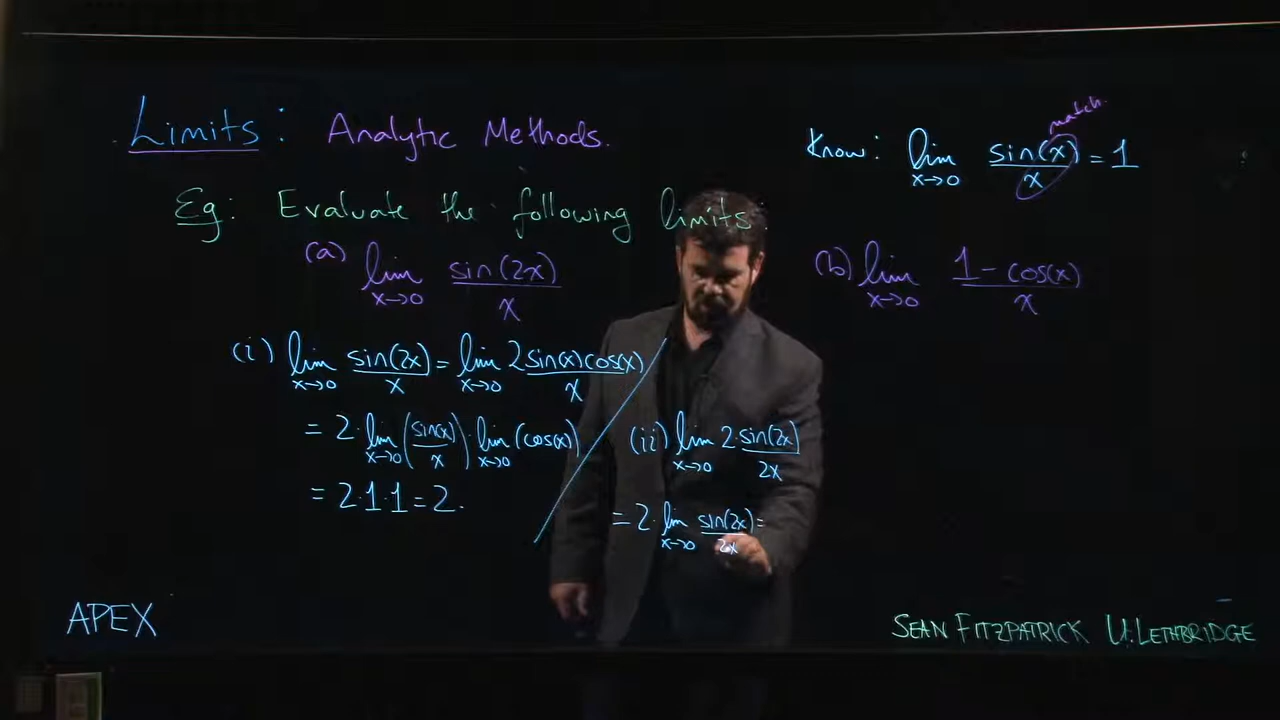 Limits: Analytic Methods.
Know: lim x→0 sin(x)/x = 1
match.
Eg: Evaluate the following limits.
(a) lim x→0 sin(2x)/x
(b) lim x→0 1 - cos(x)/x
(i) lim x→0 sin(2x)/x = lim x→0 2 sin(x)cos(x)/x
= 2· lim x→0 (sin(x)/x) · lim x→0 (cos(x))
= 2·1·1 = 2.
(ii) lim x→0 2·sin(2x)/2x
= 2· lim x→0 sin(2x)/2x =
APEX
SEAN FITZPATRICK U. LETHBRIDGE